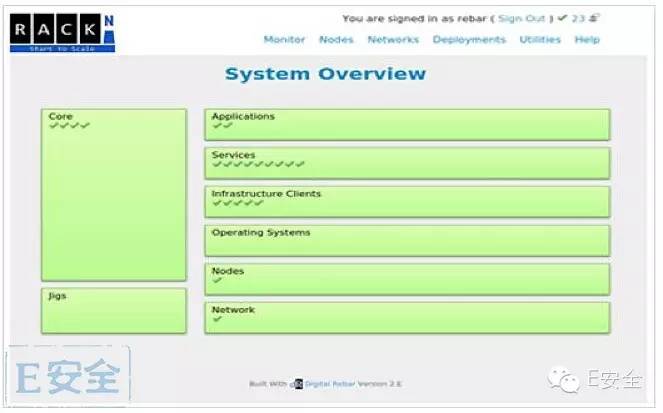 RACKN
Start to Scale
You are signed in as rebar ( Sign Out ) ✔ 23
Monitor Nodes Networks Deployments Utilities Help
System Overview
Core
Applications
Services
Infrastructure Clients
Operating Systems
Nodes
Jigs
Network
E安全
Built With Digital Rebar Version 2.E
E安全